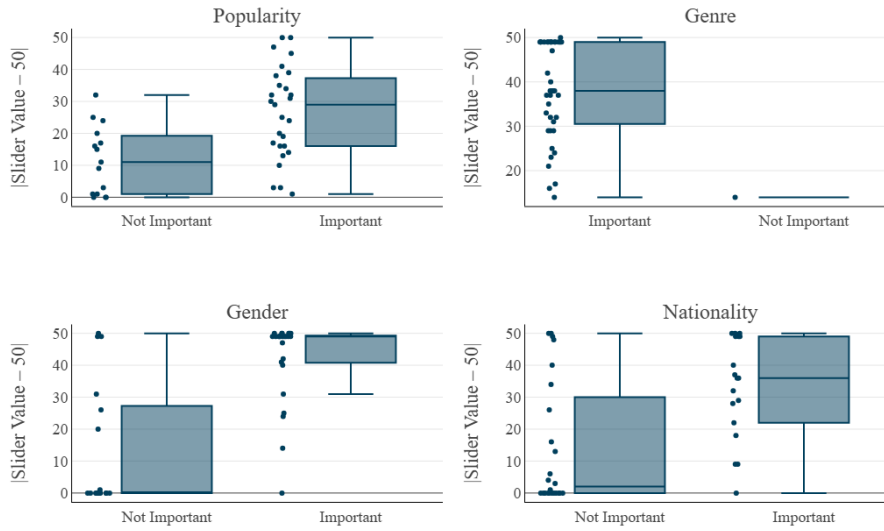 Popularity
|Slider Value − 50|
50
40
30
20
10
0
Not Important
Important
Genre
|Slider Value − 50|
50
40
30
20
Important
Not Important
Gender
|Slider Value − 50|
50
40
30
20
10
0
Not Important
Important
Nationality
|Slider Value − 50|
50
40
30
20
10
0
Not Important
Important